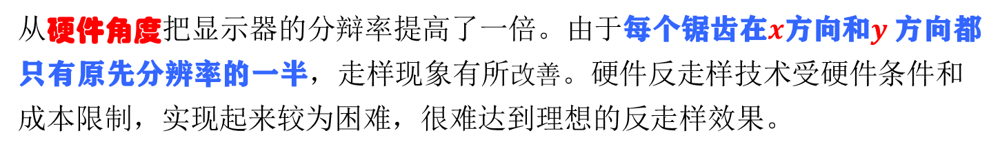 从硬件角度把显示器的分辩率提高了一倍。由于每个锯齿在x方向和y 方向都
只有原先分辨率的一半，走样现象有所改善。硬件反走样技术受硬件条件和
成本限制，实现起来较为困难，很难达到理想的反走样效果。